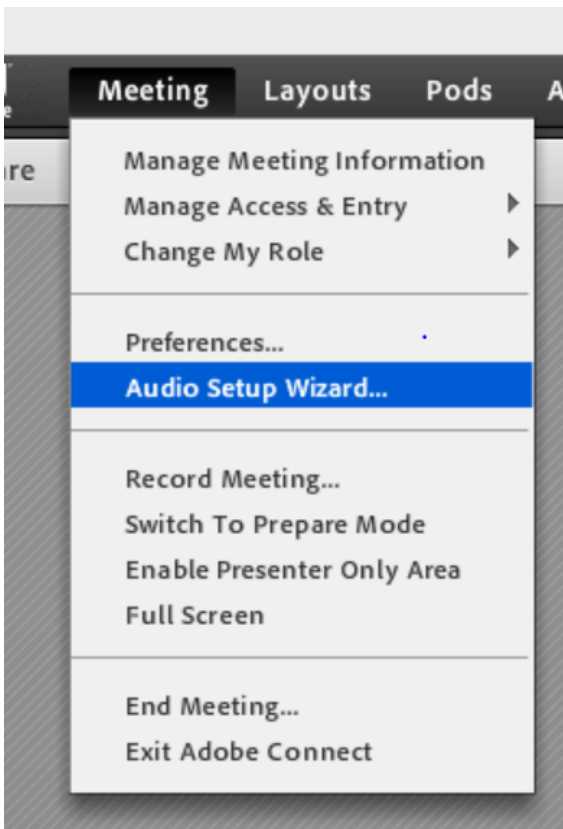 Meeting Layouts Pods
re
Manage Meeting Information
Manage Access & Entry
Change My Role
Preferences...
Audio Setup Wizard...
Record Meeting...
Switch To Prepare Mode
Enable Presenter Only Area
Full Screen
End Meeting...
Exit Adobe Connect